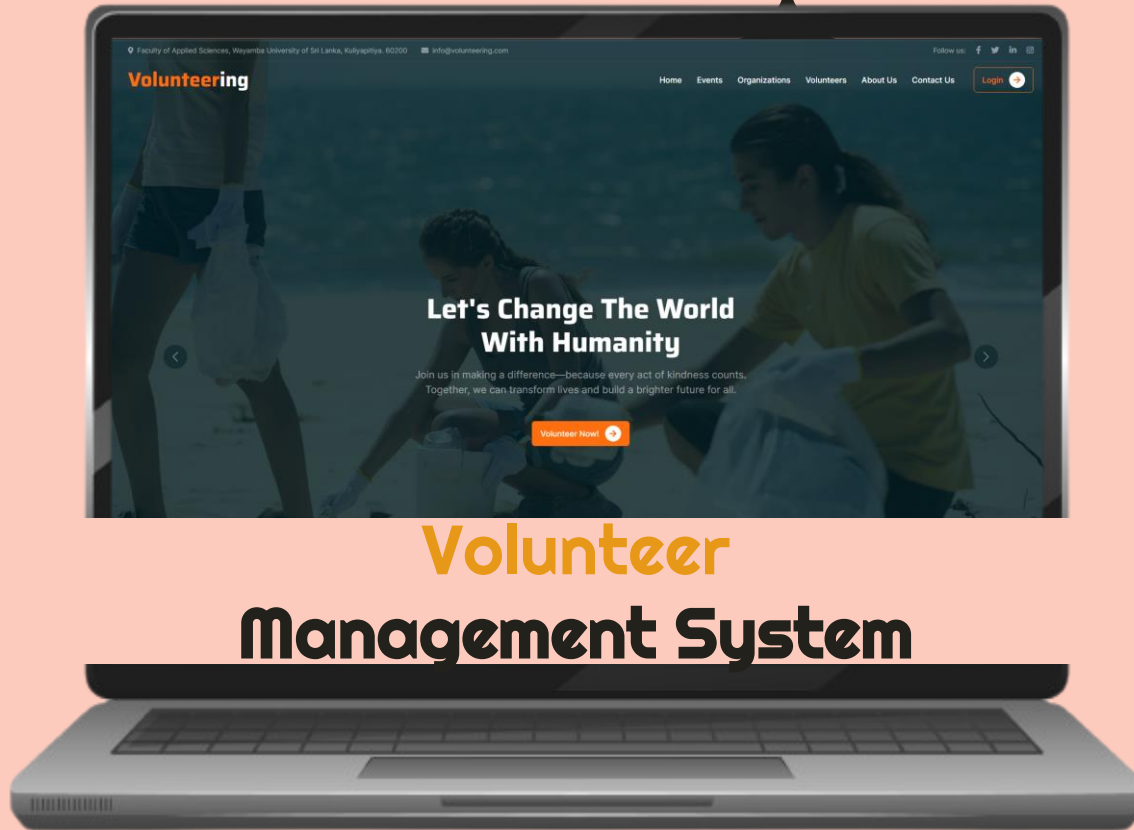 Faculty of Applied Sciences, Wayamba University of Sri Lanka, Kuliyapitiya. 60200 info@volunteering.com Follow us:
Volunteering Home Events Organizations Volunteers About Us Contact Us Login
Let's Change The World
With Humanity
Join us in making a difference—because every act of kindness counts.
Together, we can transform lives and build a brighter future for all.
Volunteer Now!
Volunteer
Management System